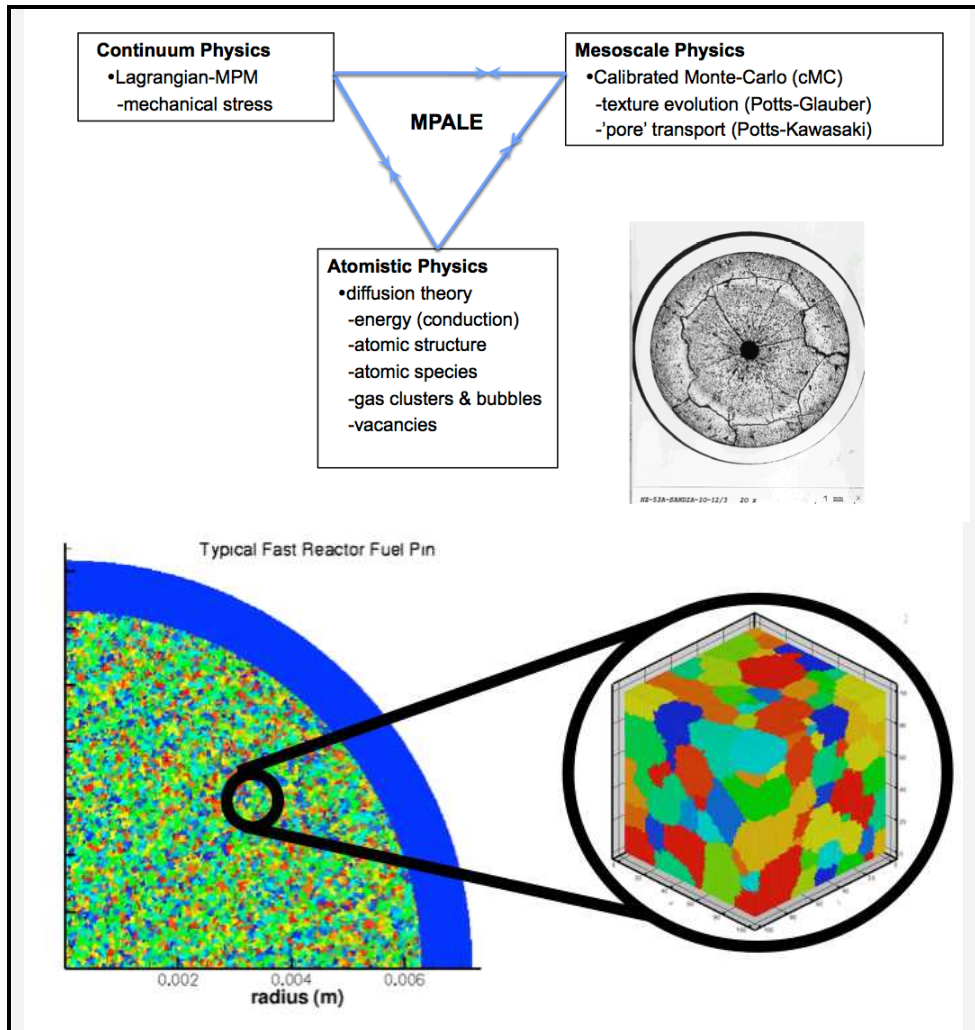 Continuum Physics
•Lagrangian-MPM
-mechanical stress
Mesoscale Physics
•Calibrated Monte-Carlo (cMC)
-texture evolution (Potts-Glauber)
-'pore' transport (Potts-Kawasaki)
MPALE
Atomistic Physics
•diffusion theory
-energy (conduction)
-atomic structure
-atomic species
-gas clusters & bubbles
-vacancies
20 x 1 mm
Typical Fast Reactor Fuel Pin
0.002 0.004 0.006
radius (m)